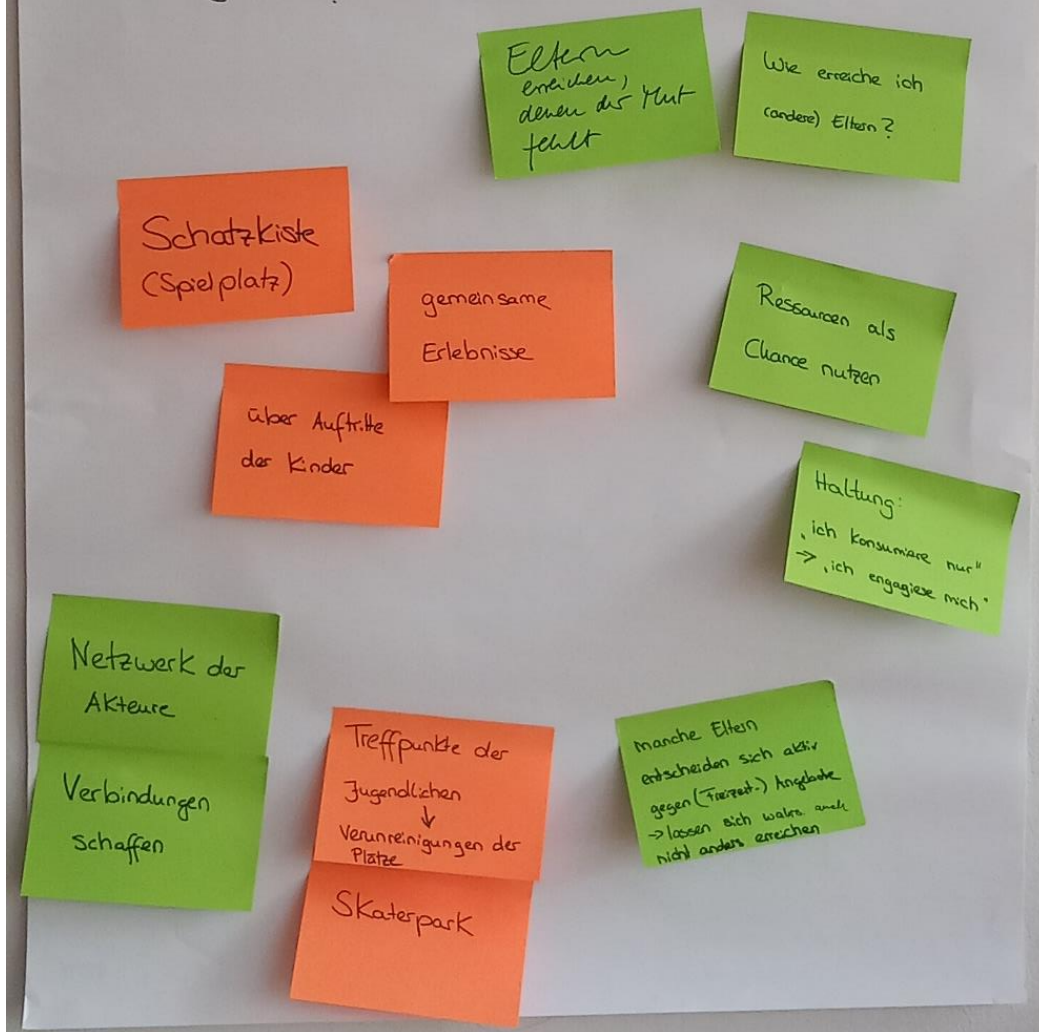 Eltern
erreichen,
denen der Mut
fehlt
Wie erreiche ich
(andere) Eltern?
Schatzkiste
(Spielplatz)
gemeinsame
Erlebnisse
Ressourcen als
Chance nutzen
über Auftritte
der Kinder
Haltung:
„ich konsumiere nur“
→ „ich engagiere mich“
Netzwerk der
Akteure
Verbindungen
schaffen
Treffpunkte der
Jugendlichen
↓
Verunreinigungen der
Plätze
Skaterpark
manche Eltern
entscheiden sich aktiv
gegen (Freizeit-) Angebote
→ lassen sich wahrs. auch
nicht anders erreichen